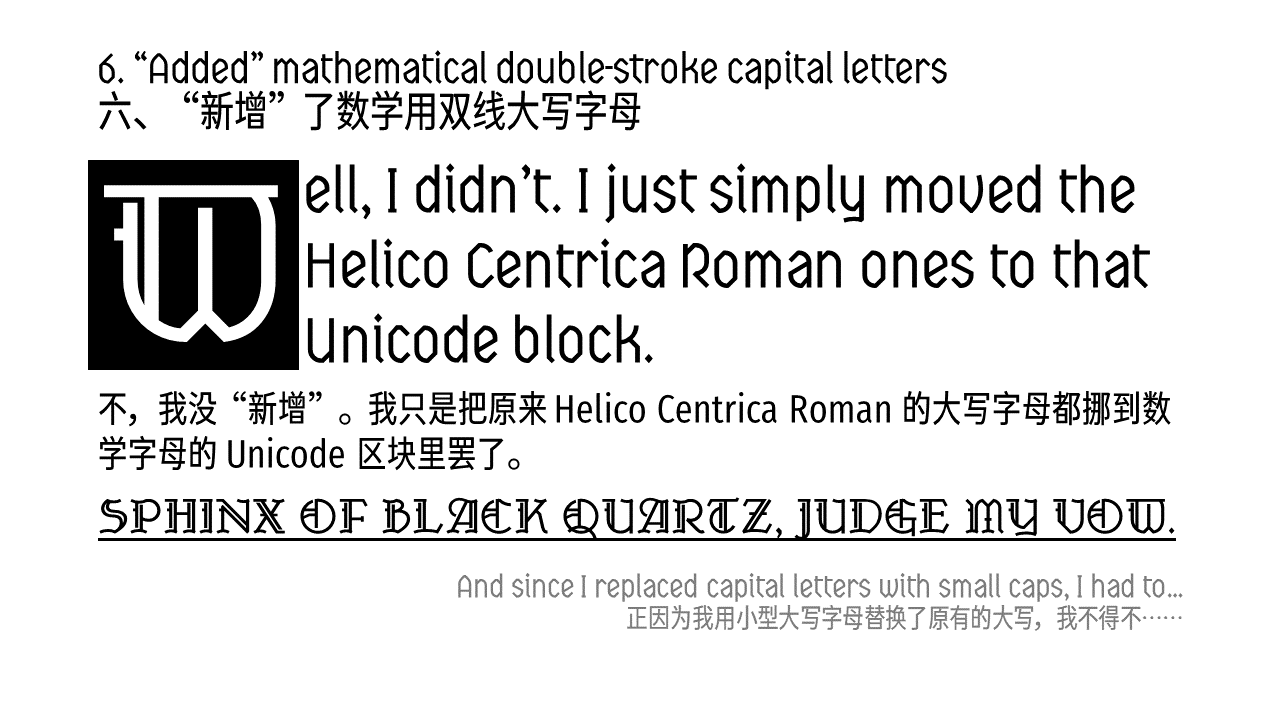 6. “Added” mathematical double-stroke capital letters
六、“新增”了数学用双线大写字母
Well, I didn’t. I just simply moved the
Helico Centrica Roman ones to that
Unicode block.
不，我没“新增”。我只是把原来 Helico Centrica Roman 的大写字母都挪到数
学字母的 Unicode 区块里罢了。
SPHINX OF BLACK QUARTZ, JUDGE MY VOW.
And since I replaced capital letters with small caps, I had to…
正因为我用小型大写字母替换了原有的大写，我不得不……